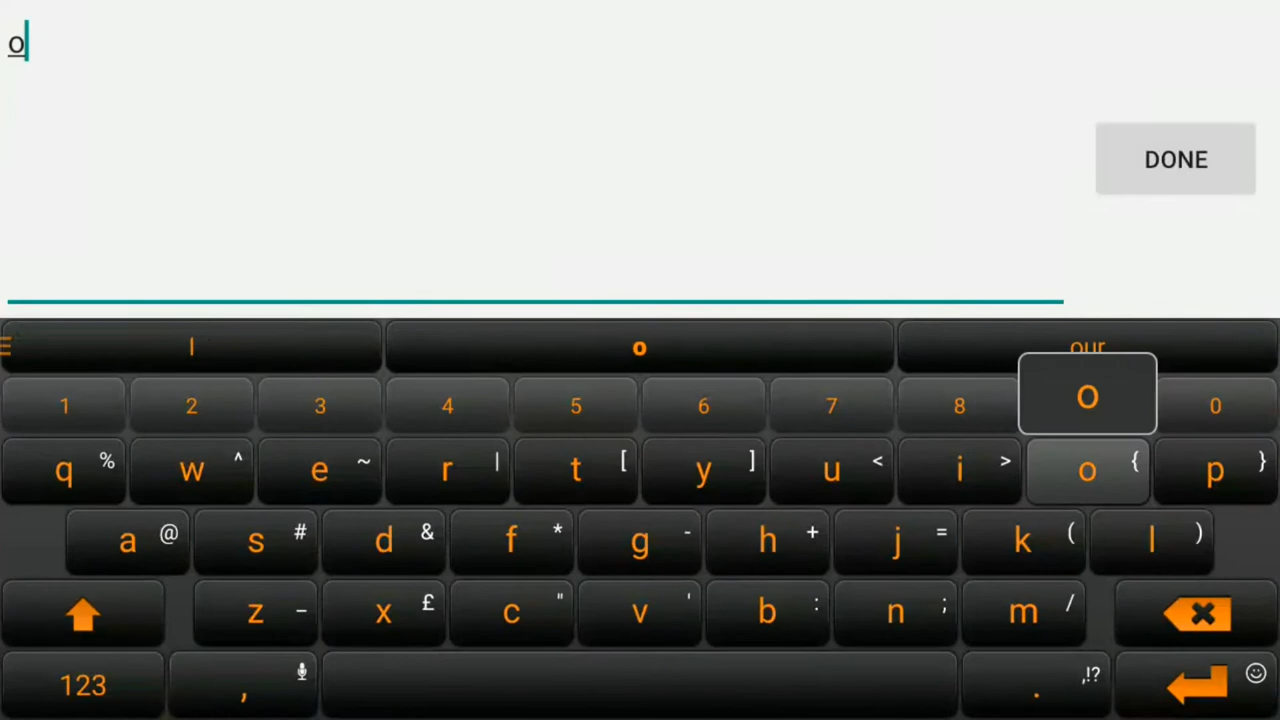 o
DONE
l o our
1 2 3 4 5 6 7 8 O 0
q % w ^ e ~ r | t [ y ] u < i > o { p }
a @ s # d & f * g - h + j = k ( l )
z _ x £ c " v ' b : n ; m /
123 , . ,!?